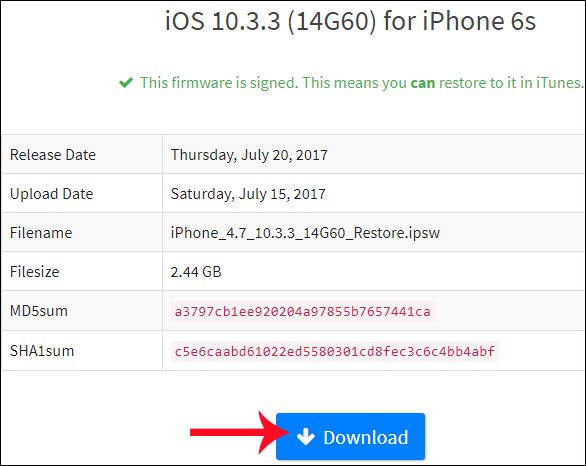 iOS 10.3.3 (14G60) for iPhone 6s
This firmware is signed. This means you can restore to it in iTunes.
Release Date Thursday, July 20, 2017
Upload Date Saturday, July 15, 2017
Filename iPhone_4.7_10.3.3_14G60_Restore.ipsw
Filesize 2.44 GB
MD5sum a3797cb1ee920204a97855b7657441ca
SHA1sum c5e6caabd61022ed5580301cd8fec3c6c4bb4abf
Download